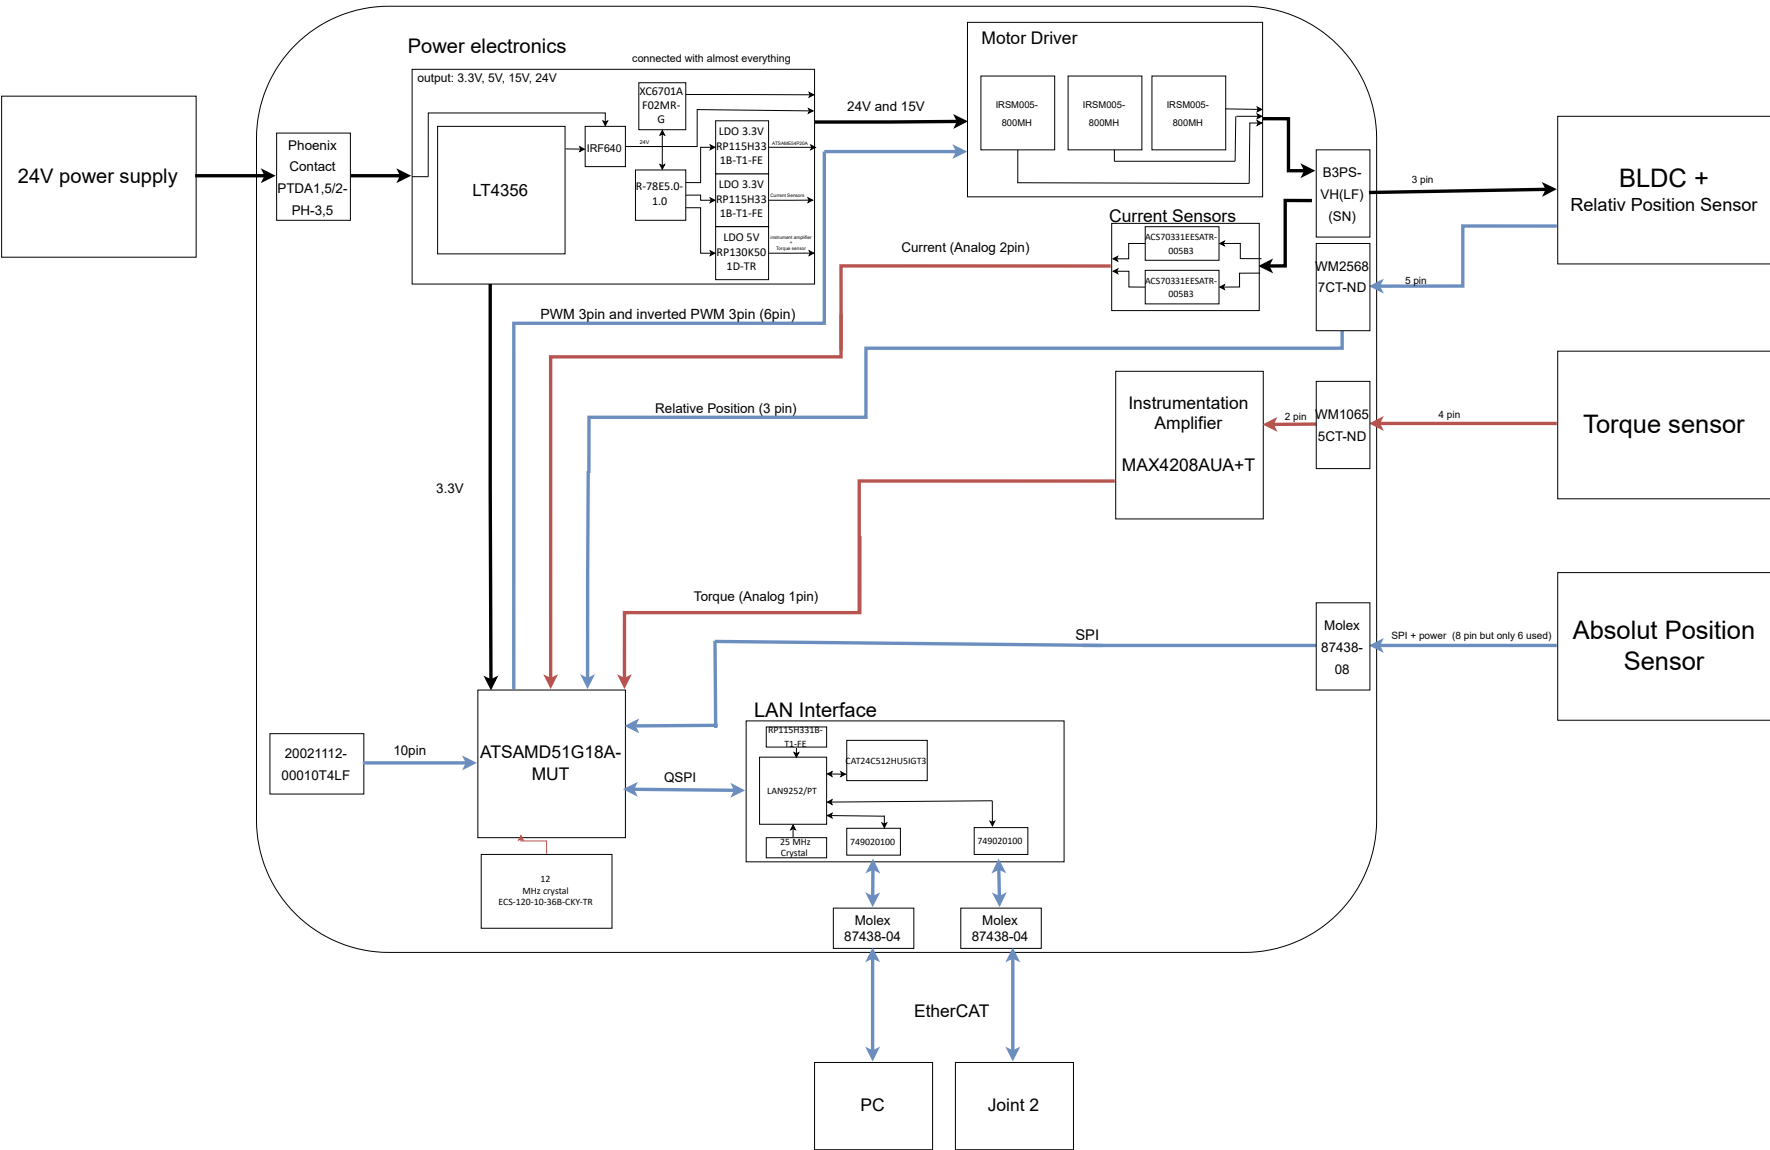 Power electronics
connected with almost everything
output: 3.3V, 5V, 15V, 24V
XC6701A
F02MR-
G
LT4356
IRF640
24V
R-78E5.0-
1.0
LDO 3.3V
RP115H33
1B-T1-FE
ATSAME54P20A
LDO 3.3V
RP115H33
1B-T1-FE
Current Sensors
LDO 5V
RP130K50
1D-TR
instrument amplifier
+
Torque sensor
24V power supply
Phoenix
Contact
PTDA1,5/2-
PH-3,5
24V and 15V
Motor Driver
IRSM005-
800MH
IRSM005-
800MH
IRSM005-
800MH
B3PS-
VH(LF)
(SN)
3 pin
BLDC +
Relativ Position Sensor
Current Sensors
ACS70331EESATR-
005B3
ACS70331EESATR-
005B3
Current (Analog 2pin)
WM2568
7CT-ND
5 pin
PWM 3pin and inverted PWM 3pin (6pin)
Relative Position (3 pin)
Instrumentation
Amplifier
MAX4208AUA+T
2 pin
WM1065
5CT-ND
4 pin
Torque sensor
3.3V
Torque (Analog 1pin)
SPI
Molex
87438-
08
SPI + power (8 pin but only 6 used)
Absolut Position
Sensor
20021112-
00010T4LF
10pin
ATSAMD51G18A-
MUT
QSPI
LAN Interface
RP115H331B-
T1-FE
CAT24C512HU5IGT3
LAN9252/PT
25 MHz
Crystal
749020100
749020100
12
MHz crystal
ECS-120-10-36B-CKY-TR
Molex
87438-04
Molex
87438-04
EtherCAT
PC
Joint 2